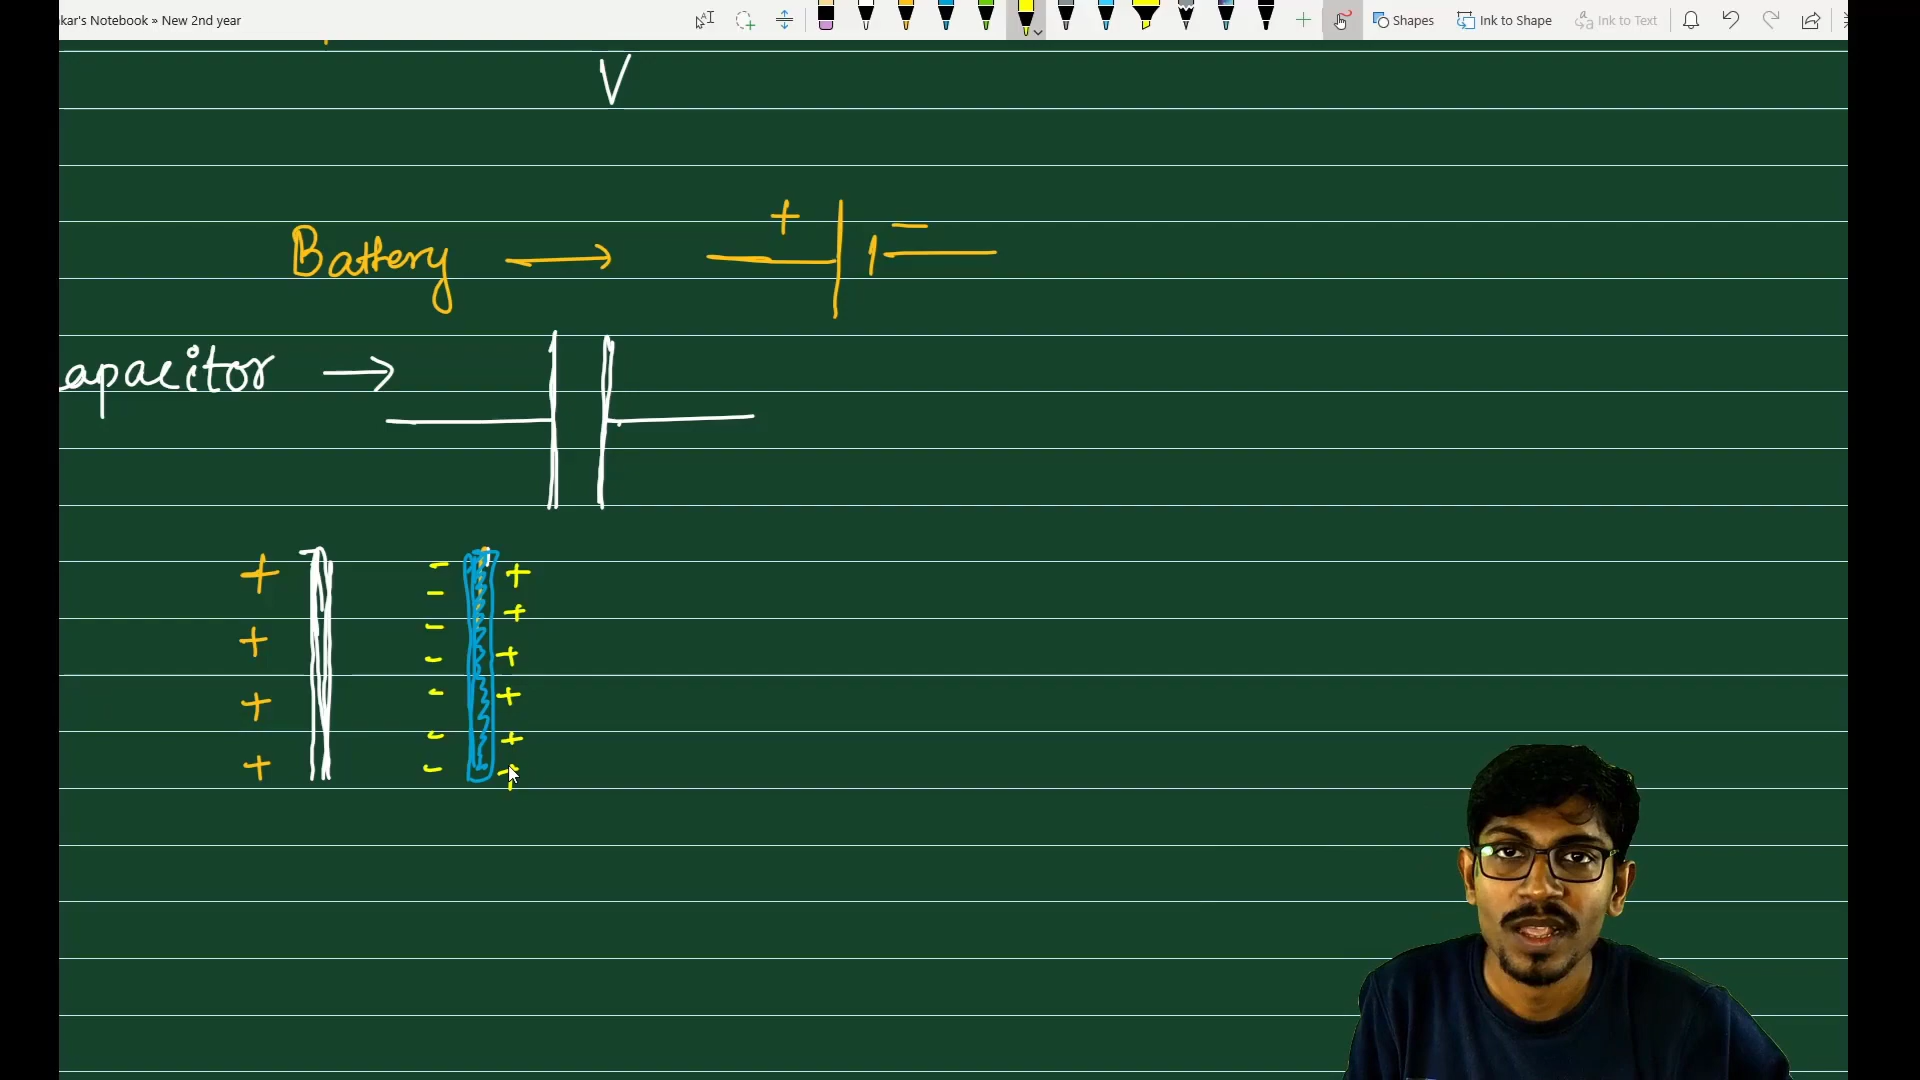 kar's Notebook » New 2nd year
Shapes
Ink to Shape
Ink to Text
V
Battery → + -
apacitor →
+ - +
- +
+ - +
- +
+ - +
- +
+ - +